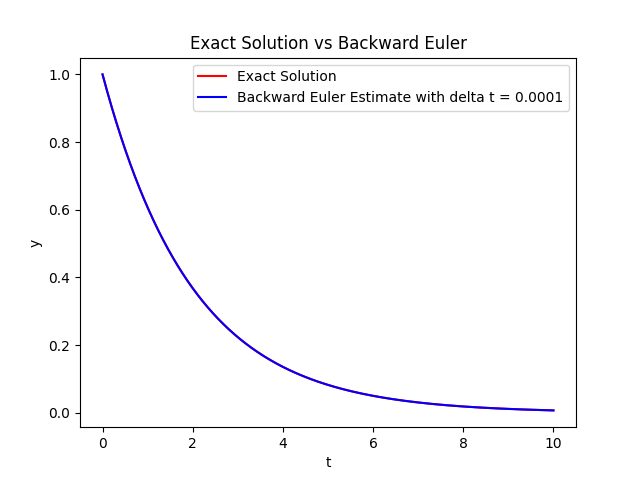 Exact Solution vs Backward Euler
Exact Solution
Backward Euler Estimate with delta t = 0.0001
1.0
0.8
0.6
0.4
0.2
0.0
y
0 2 4 6 8 10
t